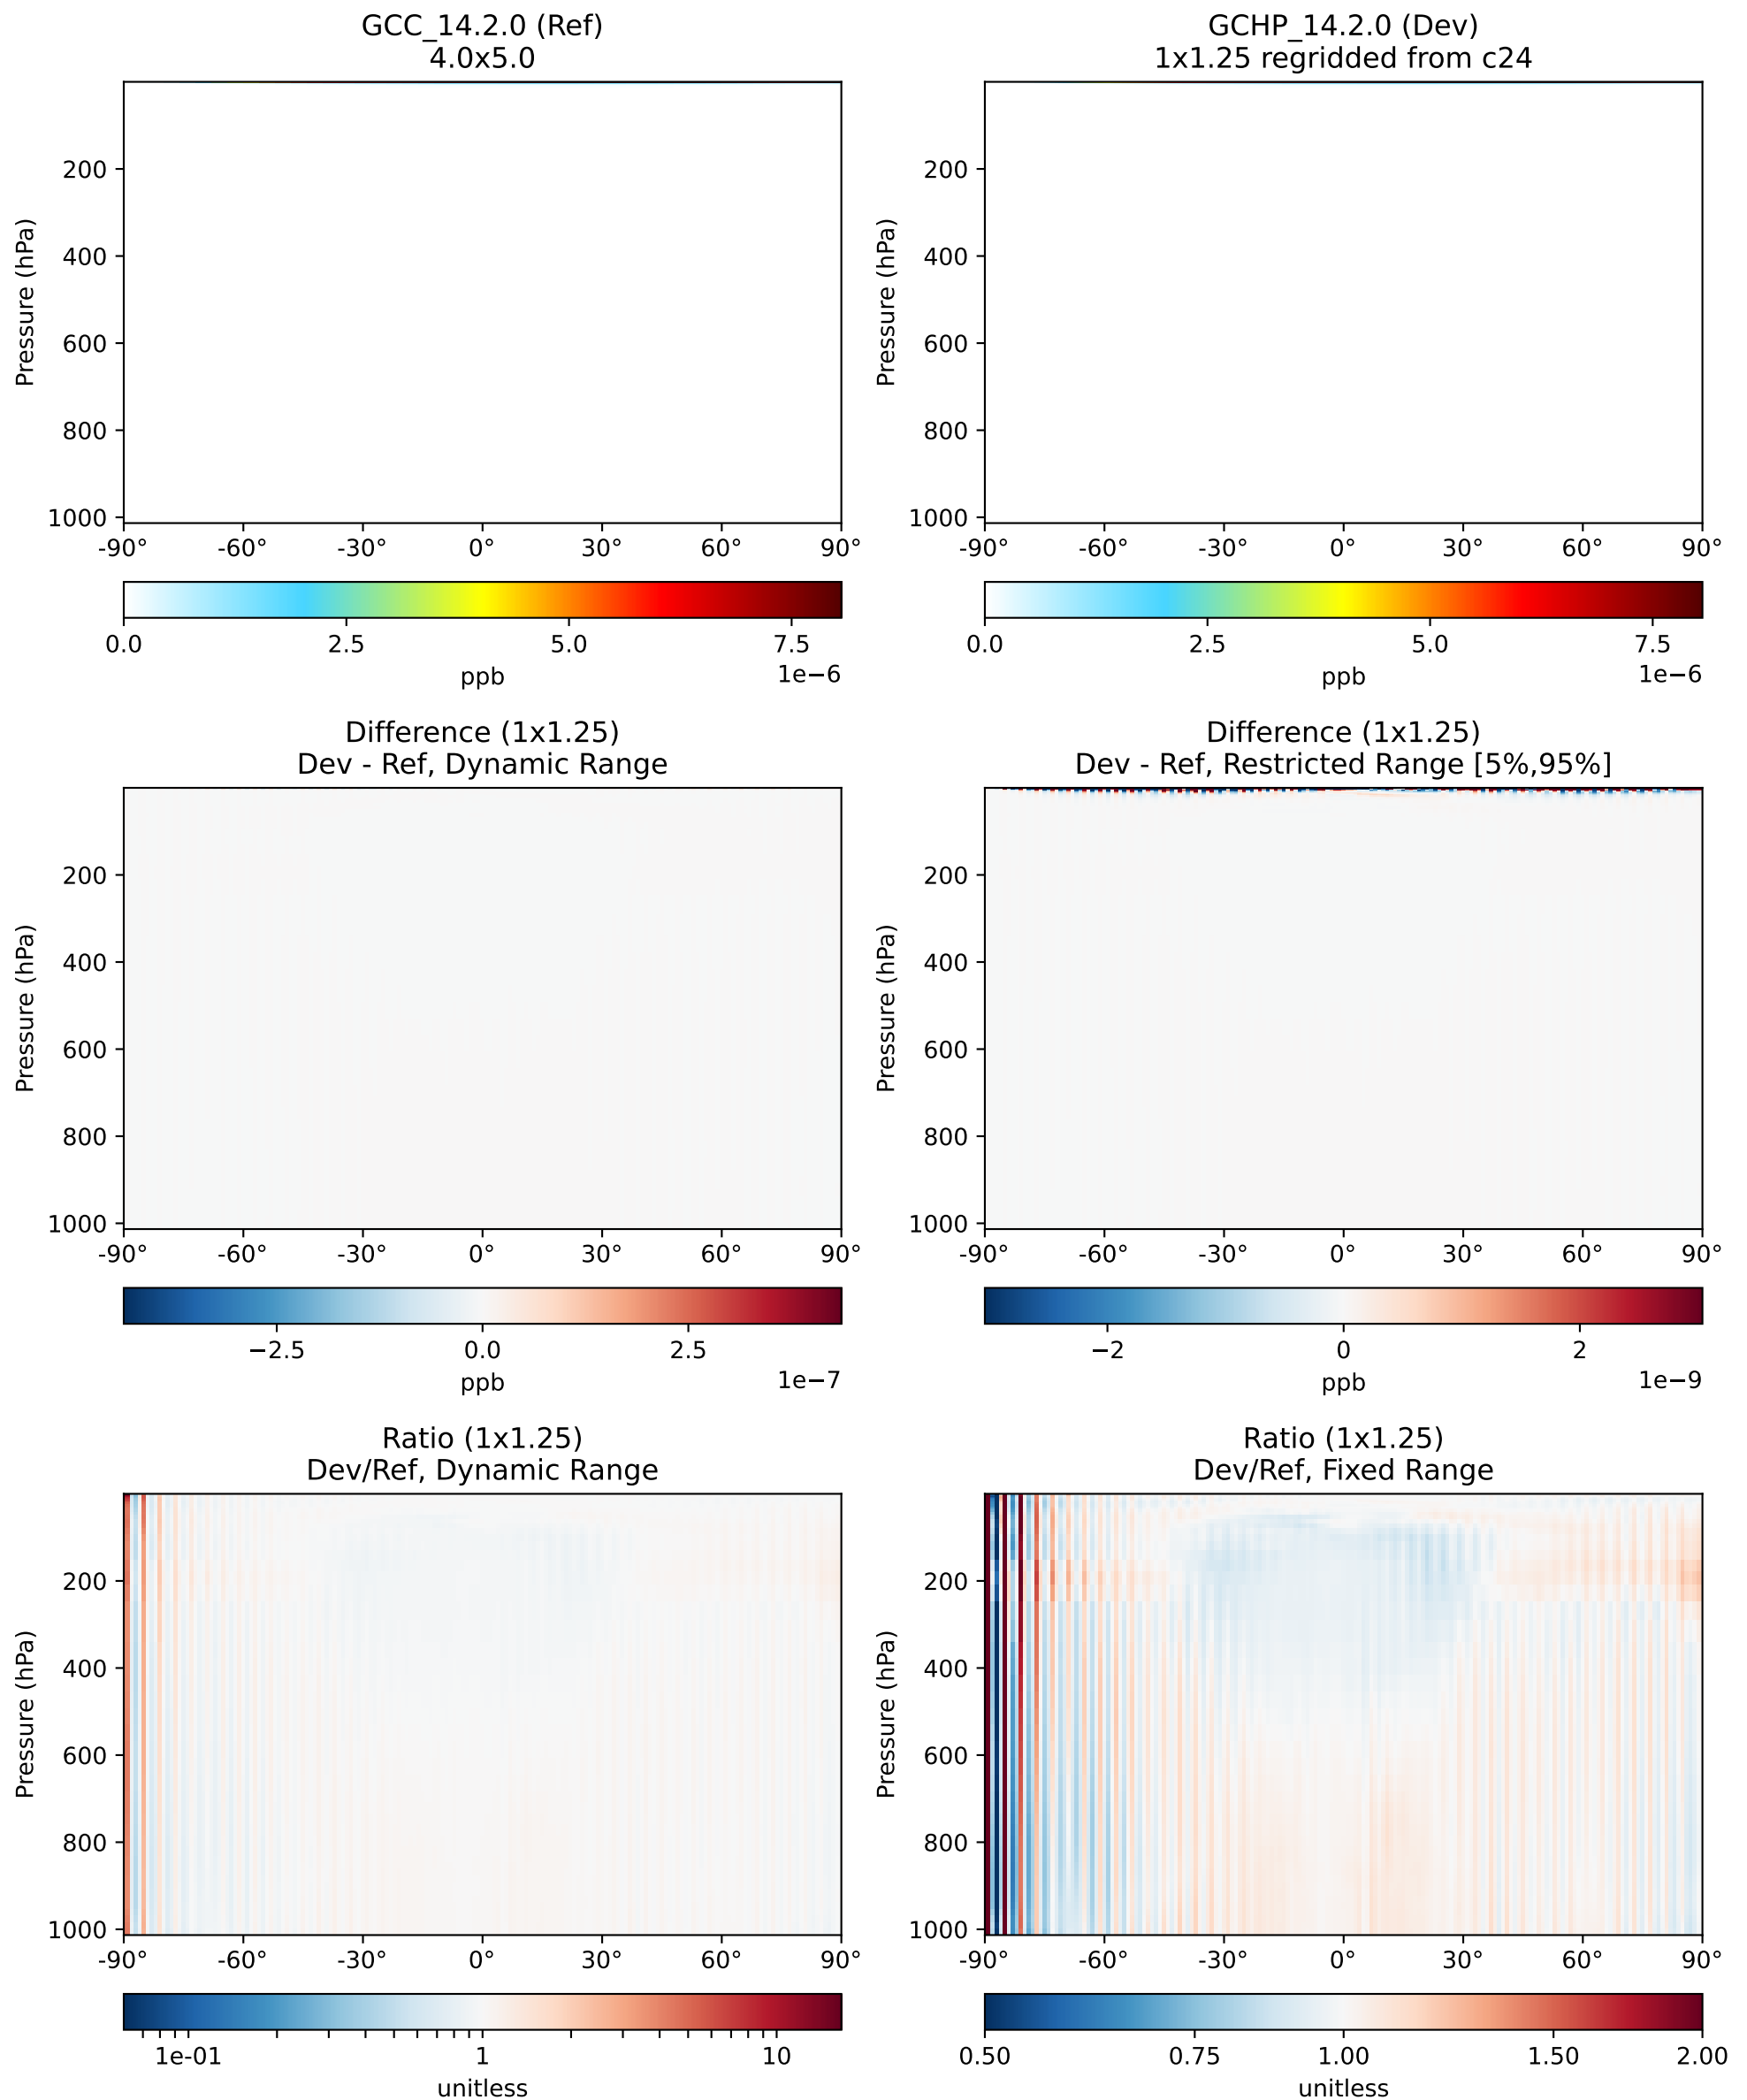 GCC_14.2.0 (Ref)
4.0x5.0
GCHP_14.2.0 (Dev)
1x1.25 regridded from c24
Pressure (hPa)
200
400
600
800
1000
-90° -60° -30° 0° 30° 60° 90°
0.0 2.5 5.0 7.5
ppb
1e−6
Pressure (hPa)
200
400
600
800
1000
-90° -60° -30° 0° 30° 60° 90°
0.0 2.5 5.0 7.5
ppb
1e−6
Difference (1x1.25)
Dev - Ref, Dynamic Range
Difference (1x1.25)
Dev - Ref, Restricted Range [5%,95%]
Pressure (hPa)
200
400
600
800
1000
-90° -60° -30° 0° 30° 60° 90°
−2.5 0.0 2.5
ppb
1e−7
Pressure (hPa)
200
400
600
800
1000
-90° -60° -30° 0° 30° 60° 90°
−2 0 2
ppb
1e−9
Ratio (1x1.25)
Dev/Ref, Dynamic Range
Ratio (1x1.25)
Dev/Ref, Fixed Range
Pressure (hPa)
200
400
600
800
1000
-90° -60° -30° 0° 30° 60° 90°
1e-01 1 10
unitless
Pressure (hPa)
200
400
600
800
1000
-90° -60° -30° 0° 30° 60° 90°
0.50 0.75 1.00 1.50 2.00
unitless